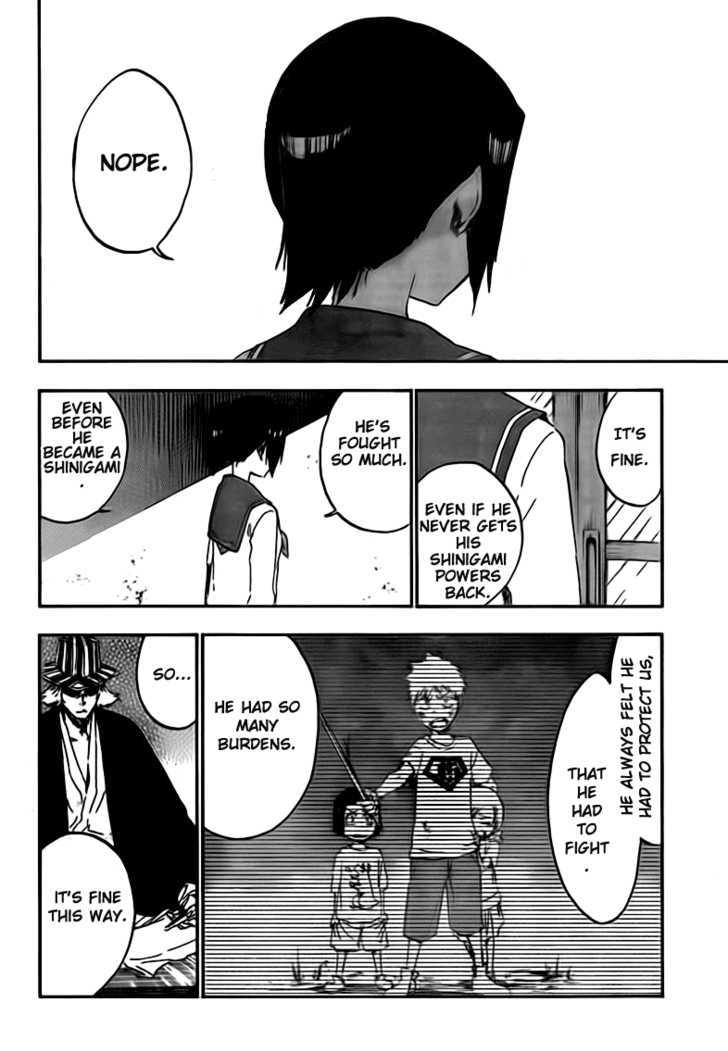 NOPE.
IT'S
FINE.
EVEN IF HE
NEVER GETS
HIS
SHINIGAMI
POWERS
BACK.
HE'S
FOUGHT
SO MUCH.
EVEN
BEFORE
HE
BECAME A
SHINIGAMI
.
HE ALWAYS FELT HE
HAD TO PROTECT US,
THAT
HE
HAD
TO
FIGHT
.
HE HAD SO
MANY
BURDENS.
SO...
IT'S FINE
THIS WAY.